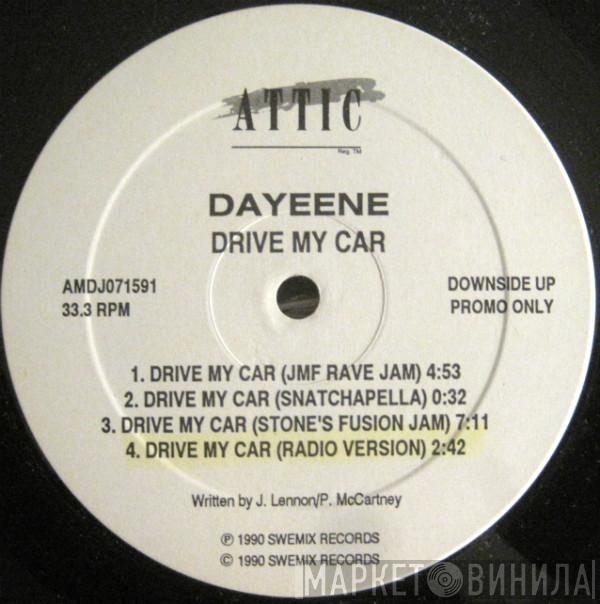 ATTIC
Reg. TM
DAYEENE
DRIVE MY CAR
AMDJ071591
33.3 RPM
DOWNSIDE UP
PROMO ONLY
1. DRIVE MY CAR (JMF RAVE JAM) 4:53
2. DRIVE MY CAR (SNATCHAPELLA) 0:32
3. DRIVE MY CAR (STONE'S FUSION JAM) 7:11
4. DRIVE MY CAR (RADIO VERSION) 2:42
Written by J. Lennon/P. McCartney
℗ 1990 SWEMIX RECORDS
© 1990 SWEMIX RECORDS
МАРКЕТ ВИНИЛА